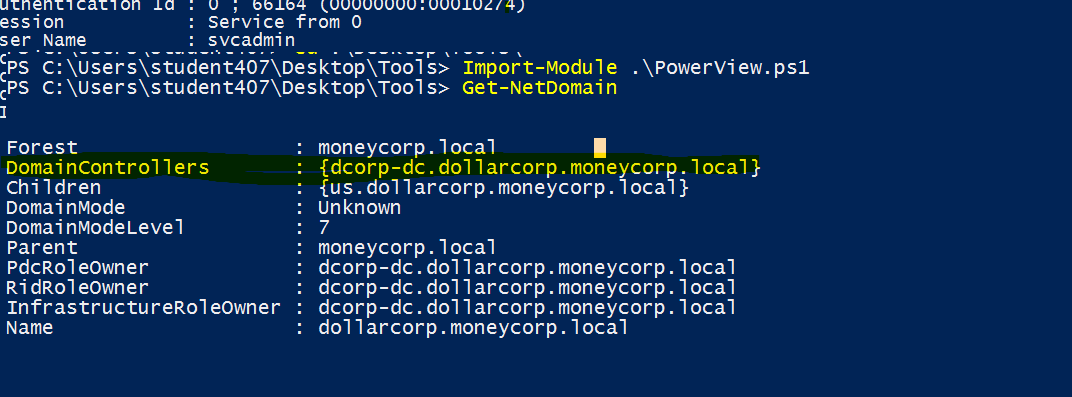 uthentication Id : 0 ; 66164 (00000000:00010274)
ession : Service from 0
ser Name : svcadmin
PS C:\Users\student407\Desktop\Tools> Import-Module .\PowerView.ps1
PS C:\Users\student407\Desktop\Tools> Get-NetDomain
Forest : moneycorp.local
DomainControllers : {dcorp-dc.dollarcorp.moneycorp.local}
Children : {us.dollarcorp.moneycorp.local}
DomainMode : Unknown
DomainModeLevel : 7
Parent : moneycorp.local
PdcRoleOwner : dcorp-dc.dollarcorp.moneycorp.local
RidRoleOwner : dcorp-dc.dollarcorp.moneycorp.local
InfrastructureRoleOwner : dcorp-dc.dollarcorp.moneycorp.local
Name : dollarcorp.moneycorp.local